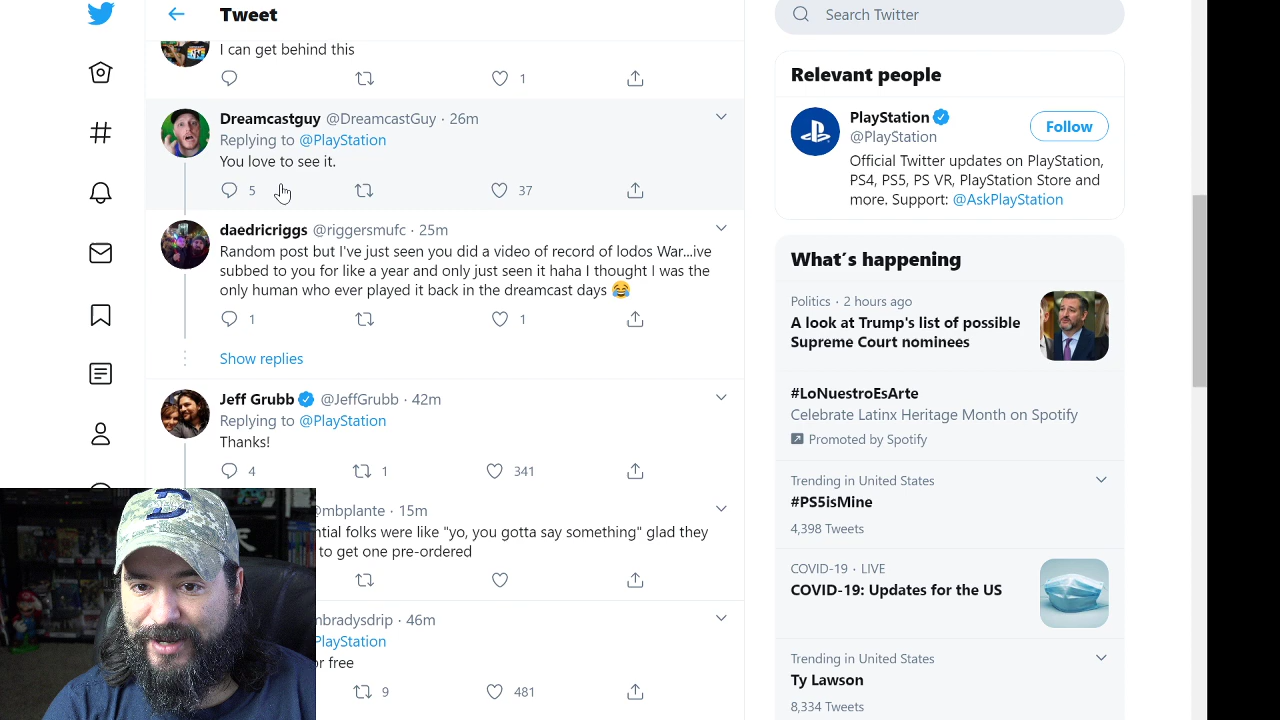 Tweet
I can get behind this
1
Dreamcastguy @DreamcastGuy · 26m
Replying to @PlayStation
You love to see it.
5 37
daedricriggs @riggersmufc · 25m
Random post but I've just seen you did a video of record of lodos War...ive
subbed to you for like a year and only just seen it haha I thought I was the
only human who ever played it back in the dreamcast days 😂
1 1
Show replies
Jeff Grubb @JeffGrubb · 42m
Replying to @PlayStation
Thanks!
4 1 341
mbplante · 15m
folks were like "yo, you gotta say something" glad they
to get one pre-ordered
mbradysdrip · 46m
PlayStation
free
9 481
Search Twitter
Relevant people
PlayStation
@PlayStation
Follow
Official Twitter updates on PlayStation,
PS4, PS5, PS VR, PlayStation Store and
more. Support: @AskPlayStation
What's happening
Politics · 2 hours ago
A look at Trump's list of possible
Supreme Court nominees
#LoNuestroEsArte
Celebrate Latinx Heritage Month on Spotify
Promoted by Spotify
Trending in United States
#PS5isMine
4,398 Tweets
COVID-19 · LIVE
COVID-19: Updates for the US
Trending in United States
Ty Lawson
8,334 Tweets